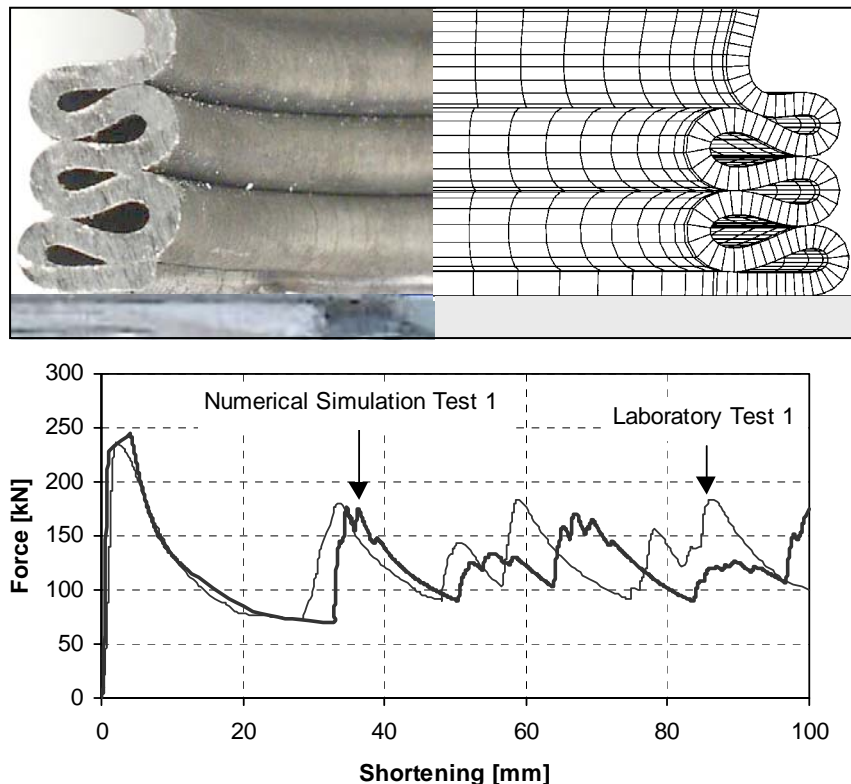 300
250
200
150
100
50
0
Force [kN]
Numerical Simulation Test 1
Laboratory Test 1
0 20 40 60 80 100
Shortening [mm]